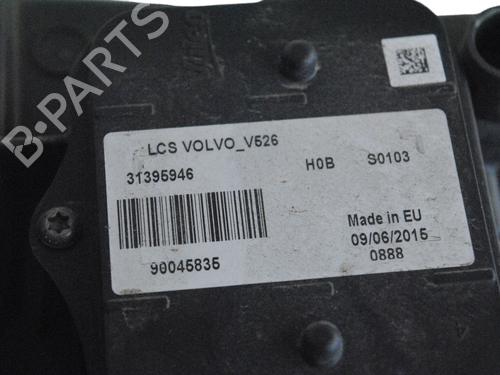 B-PARTS
LCS VOLVO_V526
31395946 H0B S0103
Made in EU
09/06/2015
90045835 0888